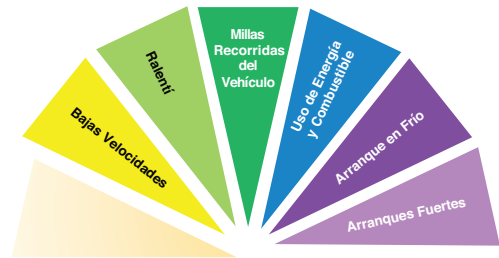 Bajas Velocidades
Ralentí
Millas
Recorridas
del
Vehículo
Uso de Energía
y Combustible
Arranque en Frío
Arranques Fuertes